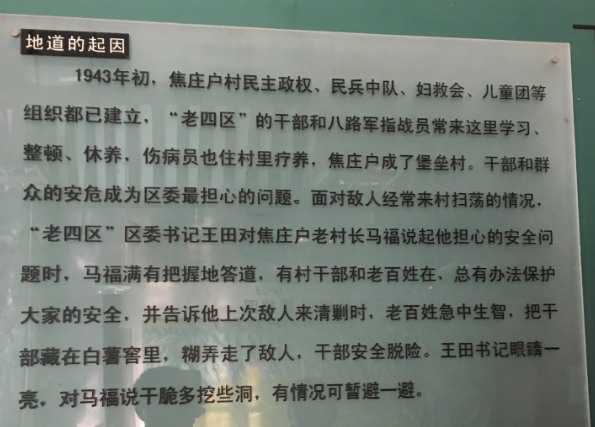 地道的起因
1943年初，焦庄户村民主政权、民兵中队、妇救会、儿童团等
组织都已建立，“老四区”的干部和八路军指战员常来这里学习、
整顿、休养，伤病员也住村里疗养，焦庄户成了堡垒村。干部和群
众的安危成为区委最担心的问题。面对敌人经常来村扫荡的情况，
“老四区”区委书记王田对焦庄户老村长马福说起他担心的安全问
题时，马福满有把握地答道，有村干部和老百姓在，总有办法保护
大家的安全，并告诉他上次敌人来清剿时，老百姓急中生智，把干
部藏在白薯窖里，糊弄走了敌人，干部安全脱险。王田书记眼睛一
亮，对马福说干脆多挖些洞，有情况可暂避一避。